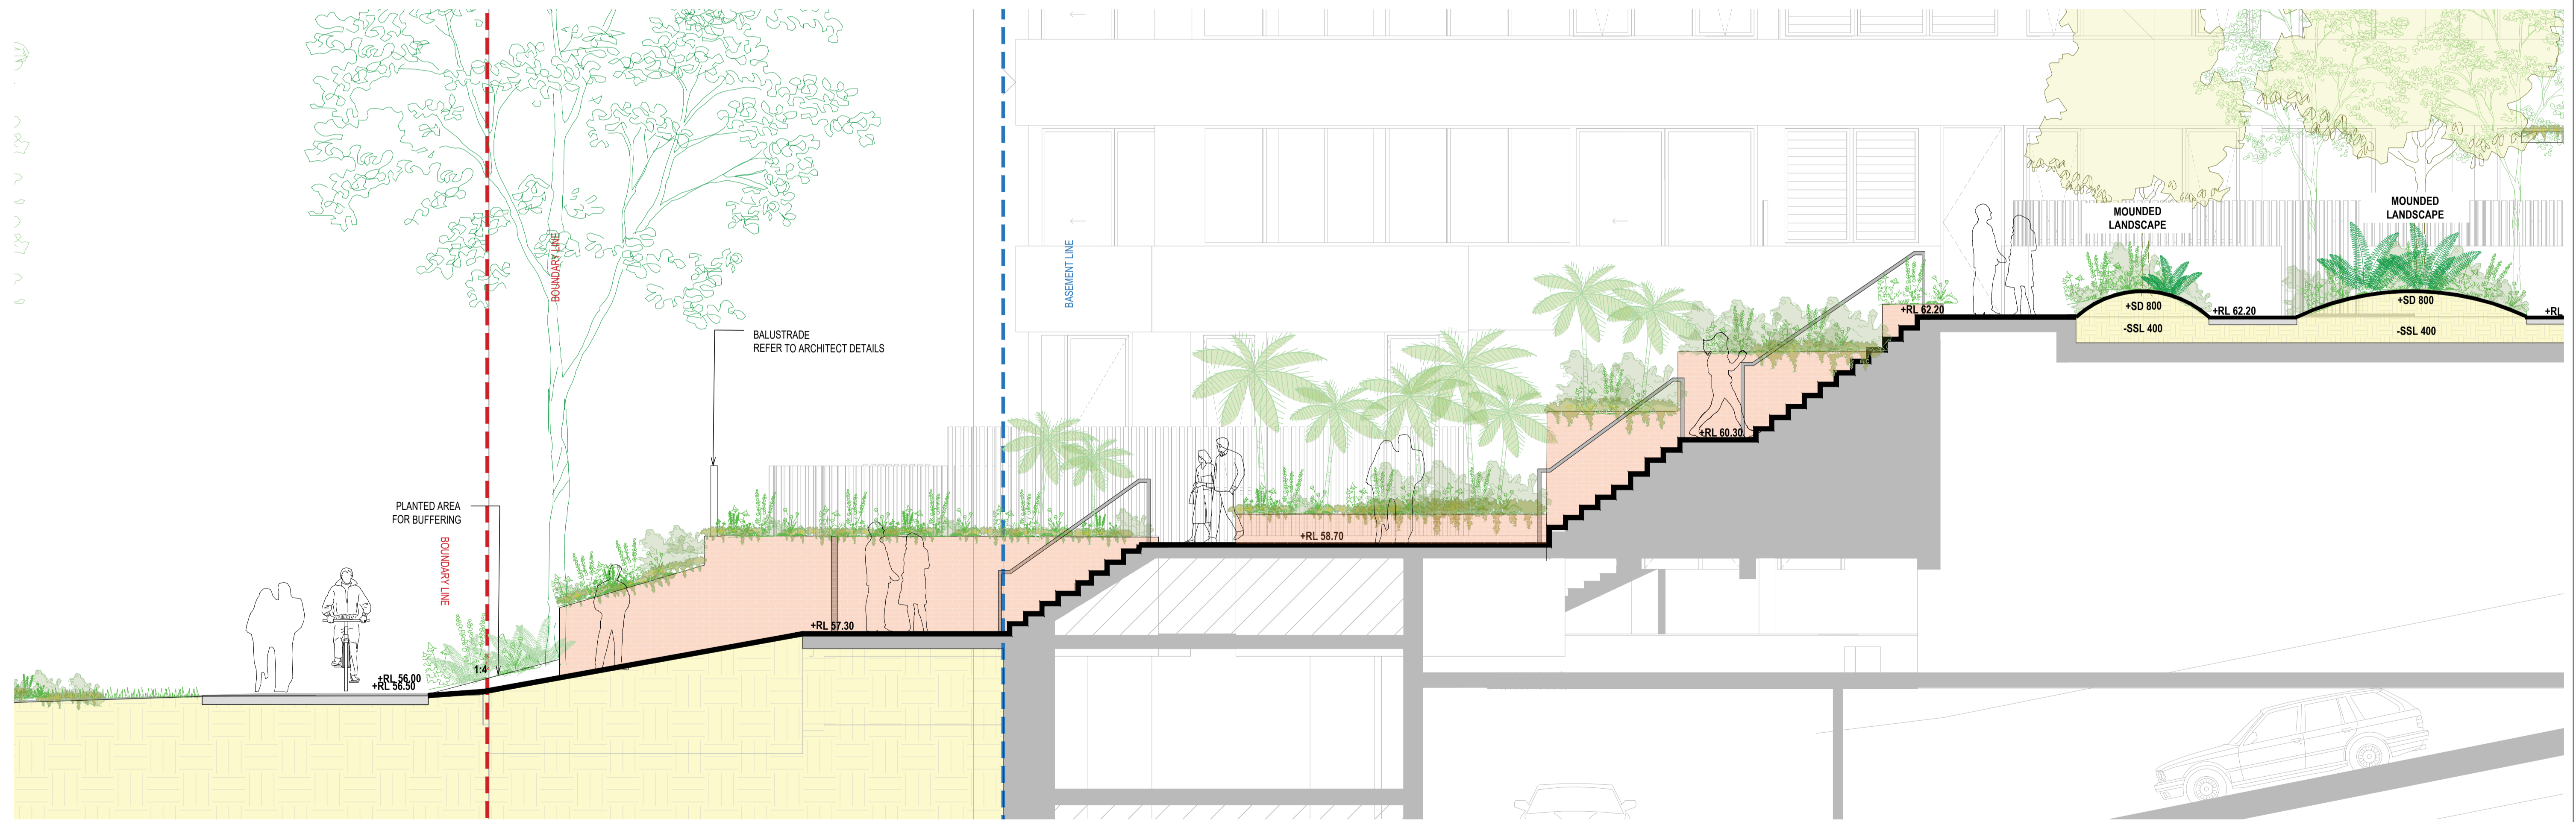 BOUNDARY LINE
BASEMENT LINE
MOUNDED
LANDSCAPE
MOUNDED
LANDSCAPE
+SD 800
-SSL 400
+RL 62.20
+SD 800
-SSL 400
+RL
+RL 62.20
BALUSTRADE
REFER TO ARCHITECT DETAILS
+RL 60.30
PLANTED AREA
FOR BUFFERING
BOUNDARY LINE
+RL 58.70
+RL 57.30
1:4
+RL 56.00
+RL 56.50